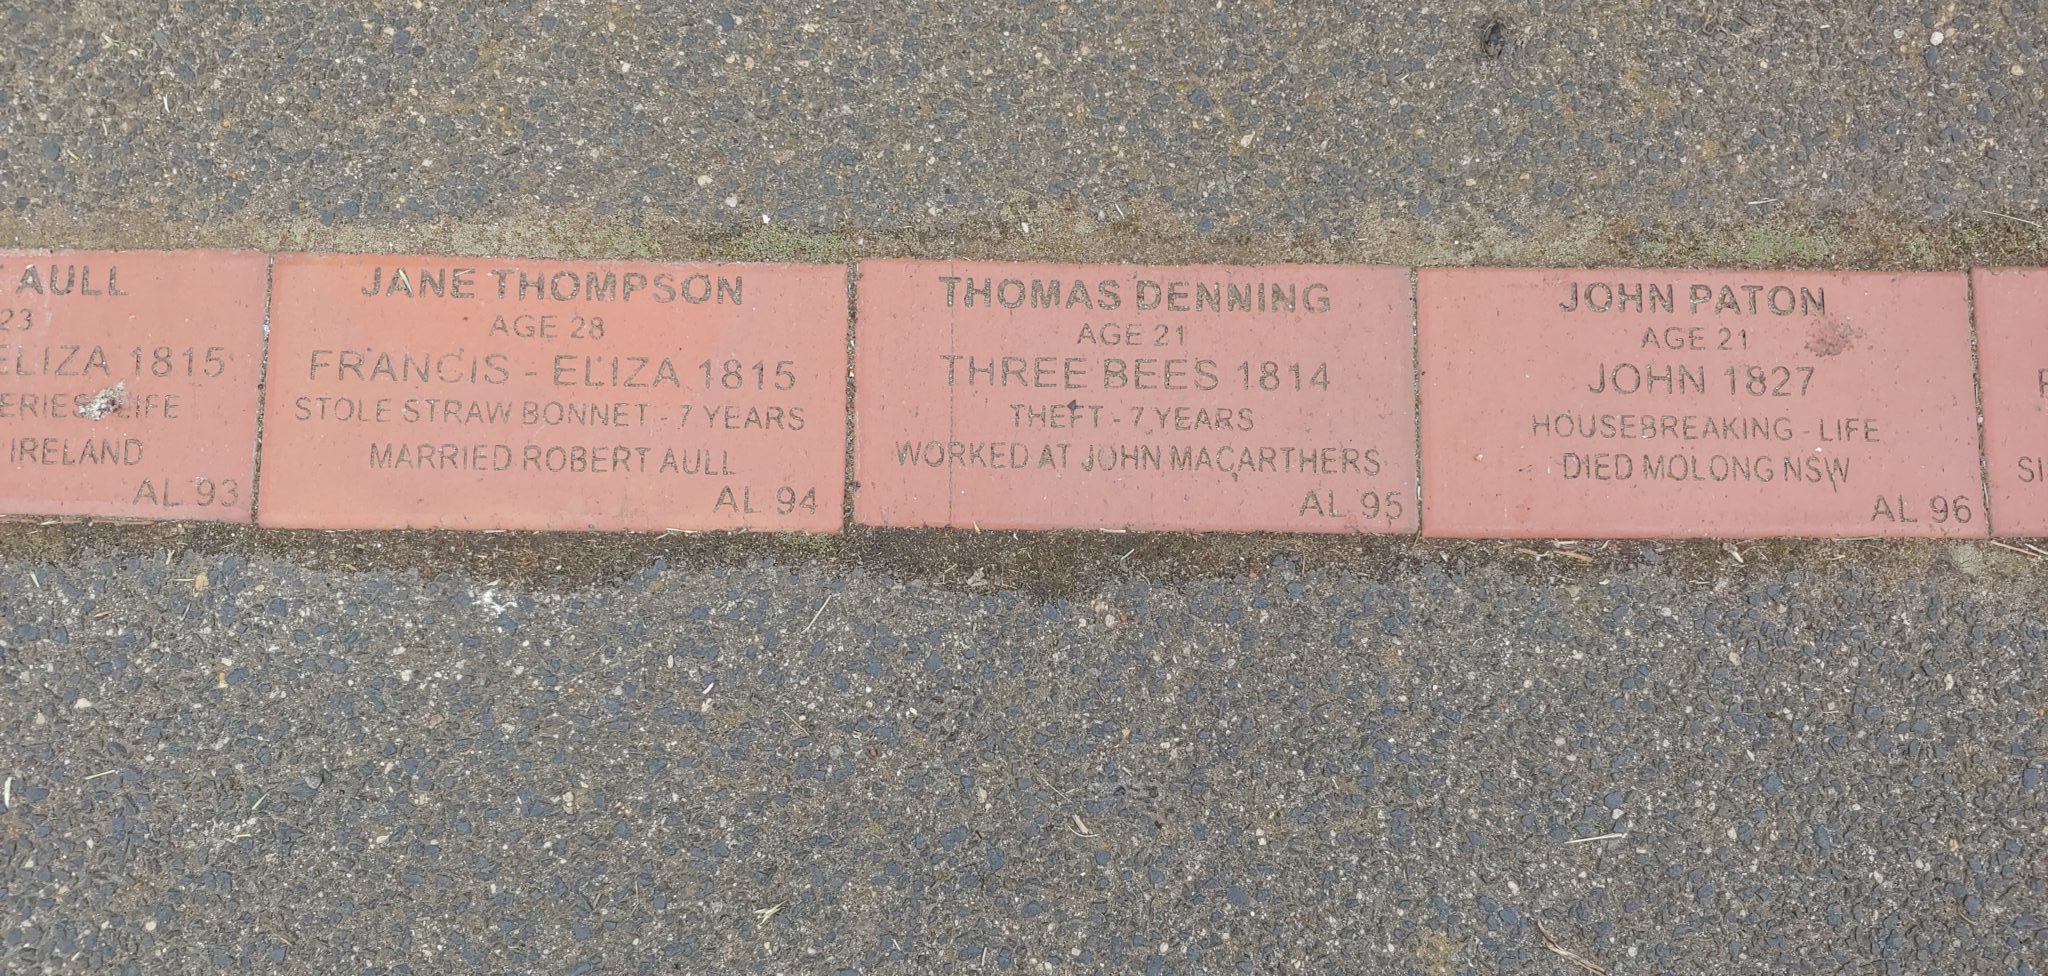 AULL
23
ELIZA 1815
LIFE
IRELAND
AL 93
JANE THOMPSON
AGE 28
FRANCIS - ELIZA 1815
STOLE STRAW BONNET - 7 YEARS
MARRIED ROBERT AULL
AL 94
THOMAS DENNING
AGE 21
THREE BEES 1814
THEFT - 7 YEARS
WORKED AT JOHN MACARTHERS
AL 95
JOHN PATON
AGE 21
JOHN 1827
HOUSEBREAKING - LIFE
DIED MOLONG NSW
AL 96